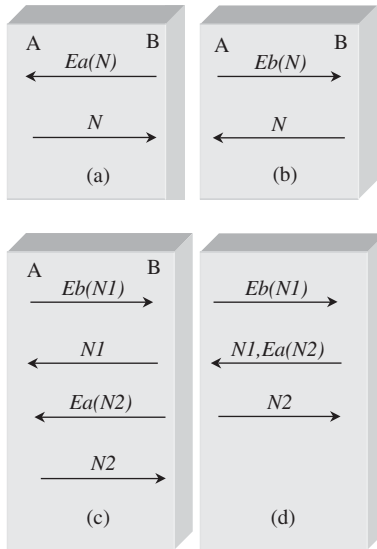 A B
Ea(N)
N
(a)
A B
Eb(N)
N
(b)
A B
Eb(N1)
N1
Ea(N2)
N2
(c)
Eb(N1)
N1,Ea(N2)
N2
(d)